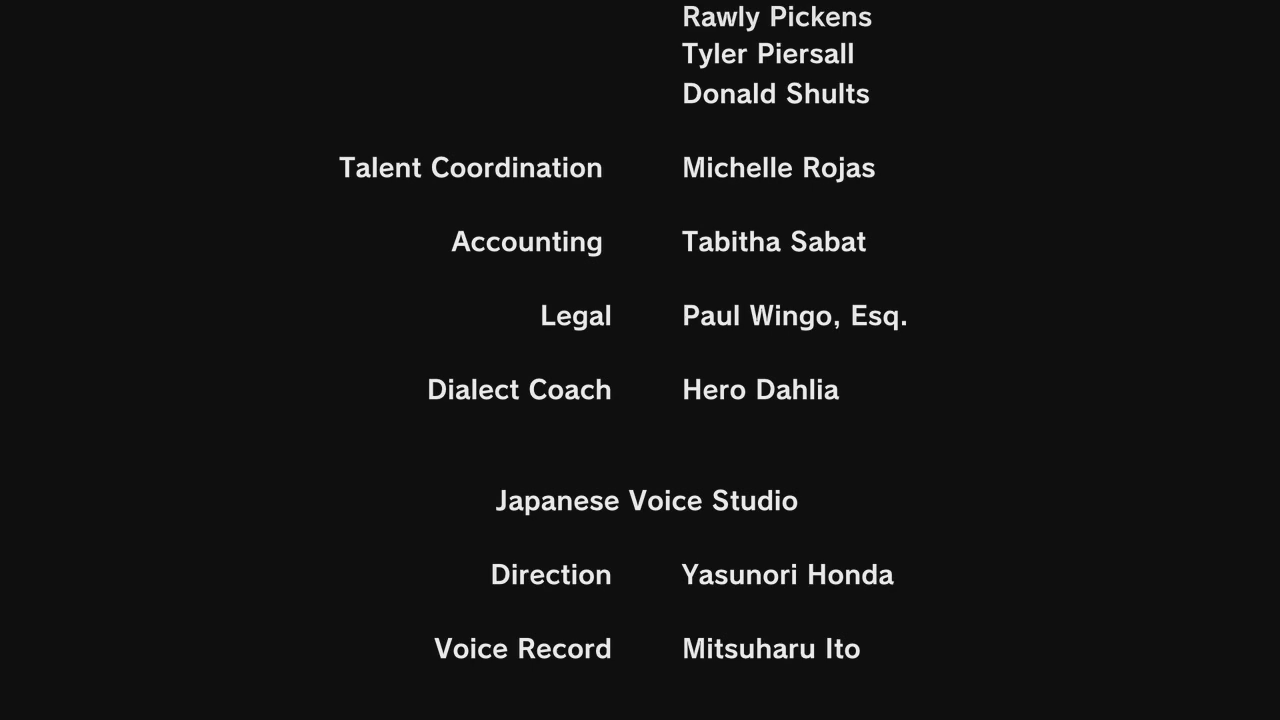 Rawly Pickens
Tyler Piersall
Donald Shults
Talent Coordination Michelle Rojas
Accounting Tabitha Sabat
Legal Paul Wingo, Esq.
Dialect Coach Hero Dahlia
Japanese Voice Studio
Direction Yasunori Honda
Voice Record Mitsuharu Ito